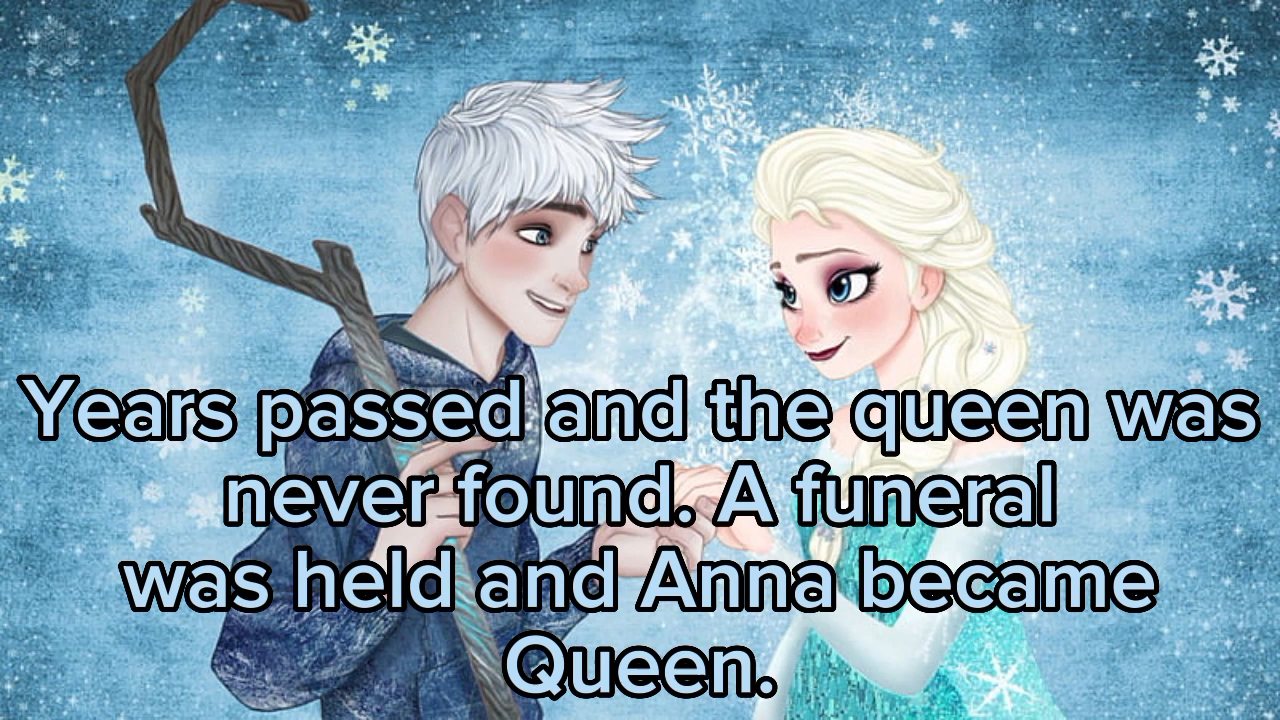 Years passed and the queen was
never found. A funeral
was held and Anna became
Queen.